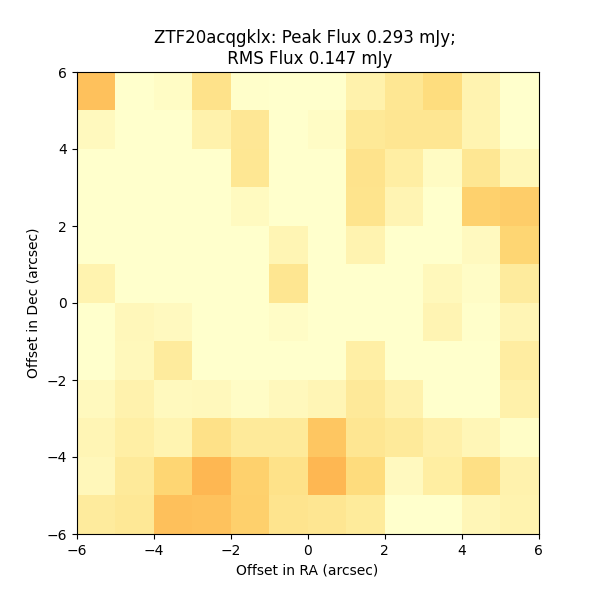 ZTF20acqgklx: Peak Flux 0.293 mJy;
RMS Flux 0.147 mJy
6
4
2
0
−2
−4
−6
Offset in Dec (arcsec)
−6 −4 −2 0 2 4 6
Offset in RA (arcsec)